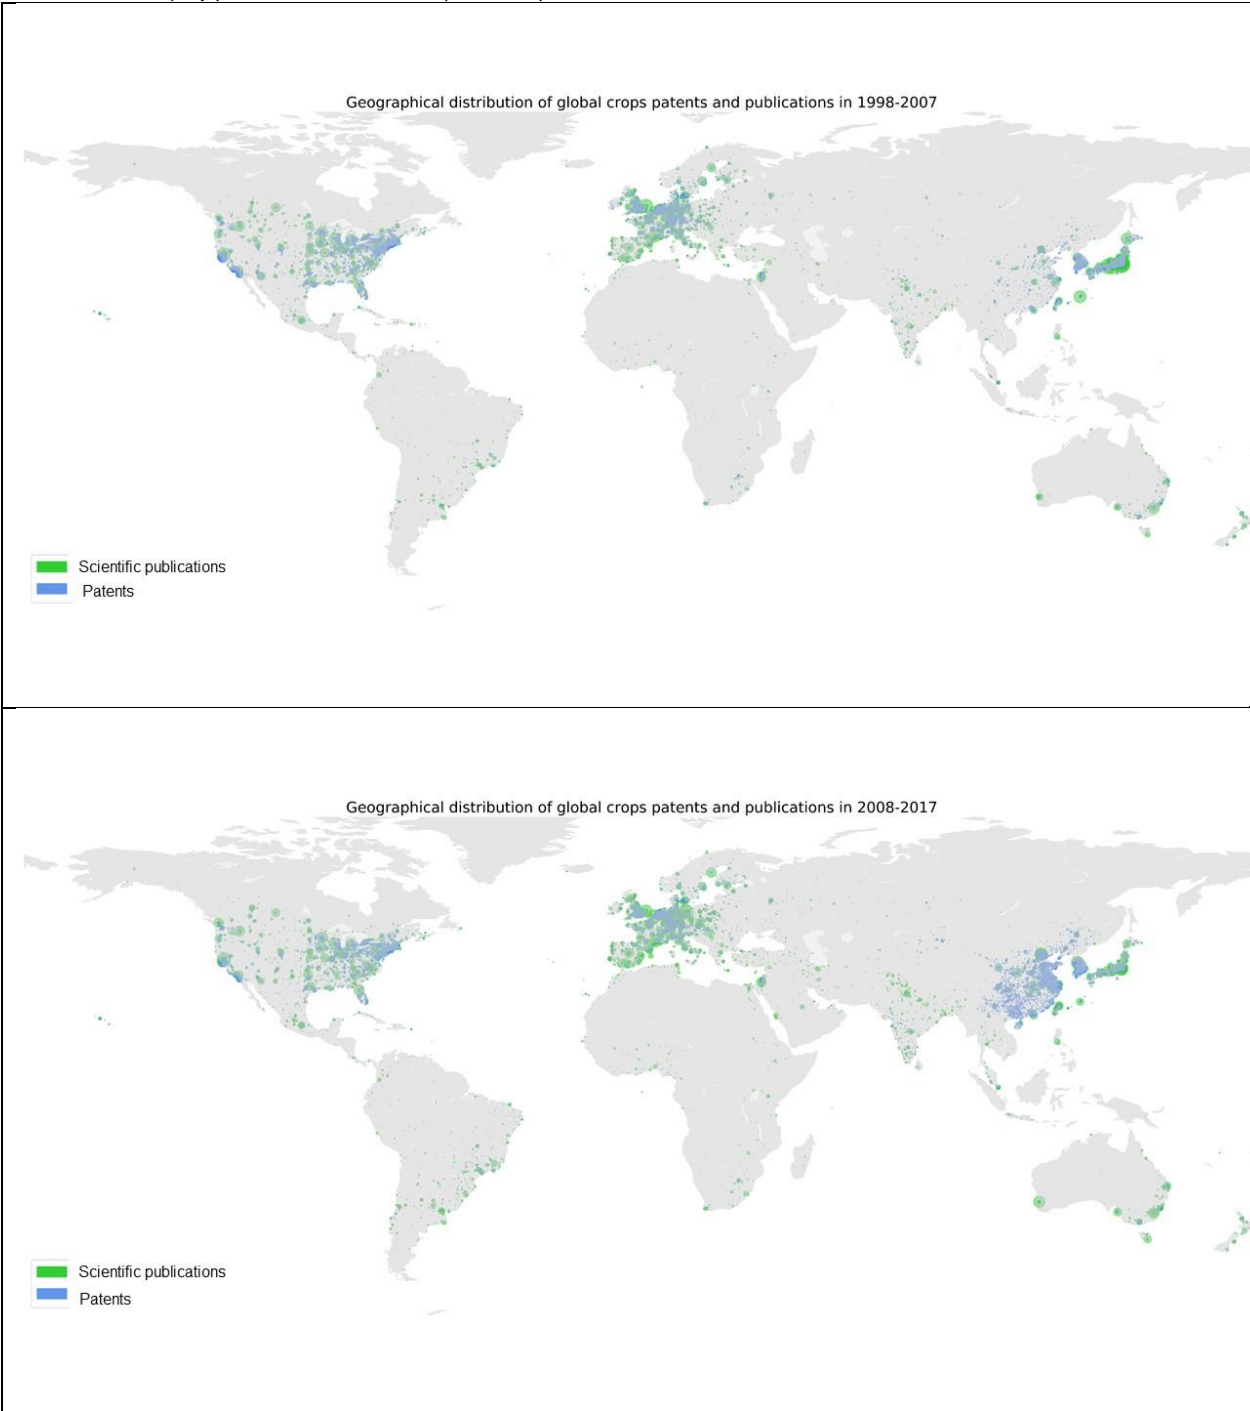 Geographical distribution of global crops patents and publications in 1998-2007
Scientific publications
Patents
Geographical distribution of global crops patents and publications in 2008-2017
Scientific publications
Patents